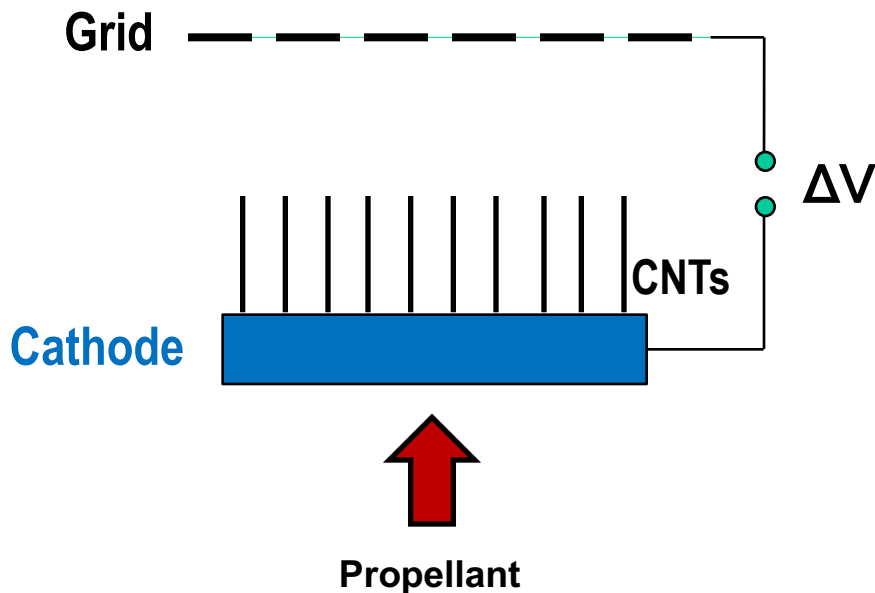 Grid
ΔV
CNTs
Cathode
Propellant